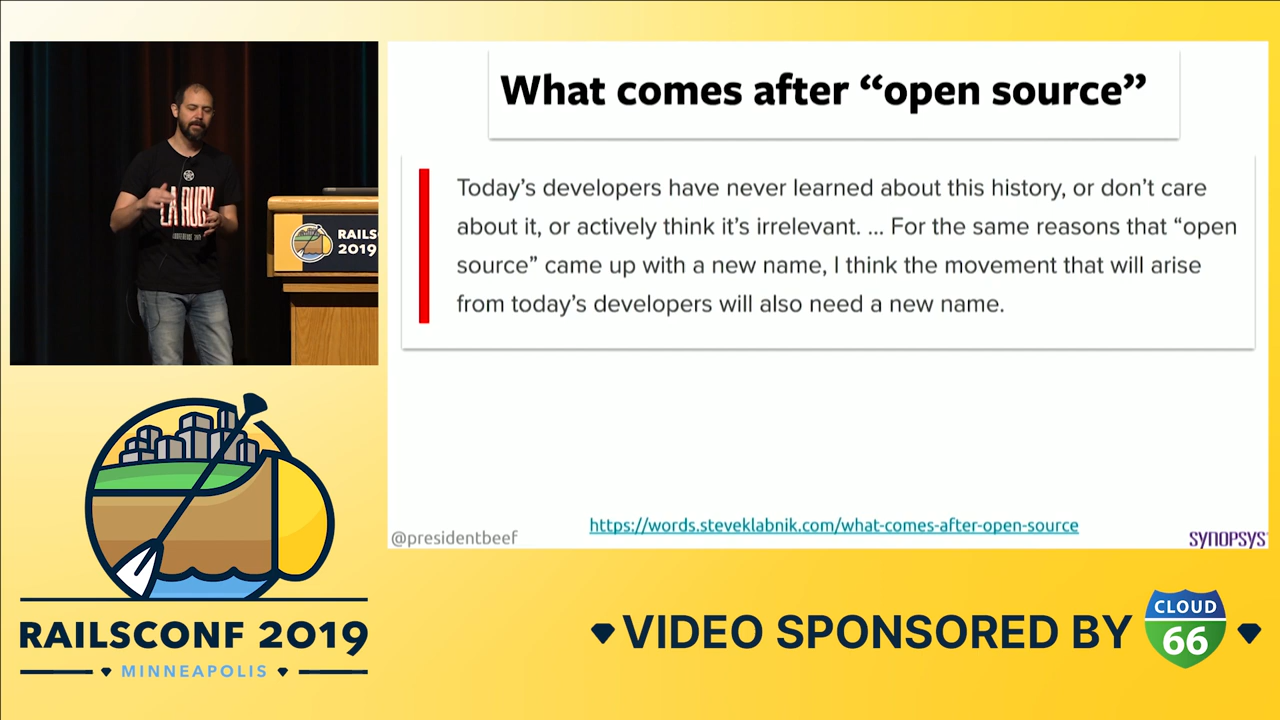 What comes after “open source”
Today’s developers have never learned about this history, or don’t care
about it, or actively think it’s irrelevant. ... For the same reasons that “open
source” came up with a new name, I think the movement that will arise
from today’s developers will also need a new name.
https://words.steveklabnik.com/what-comes-after-open-source
@presidentbeef
SYNOPSYS
LA RUBY
CONFERENCE
RAILSC
2019
RAILSCONF 2019
MINNEAPOLIS
VIDEO SPONSORED BY
CLOUD
66